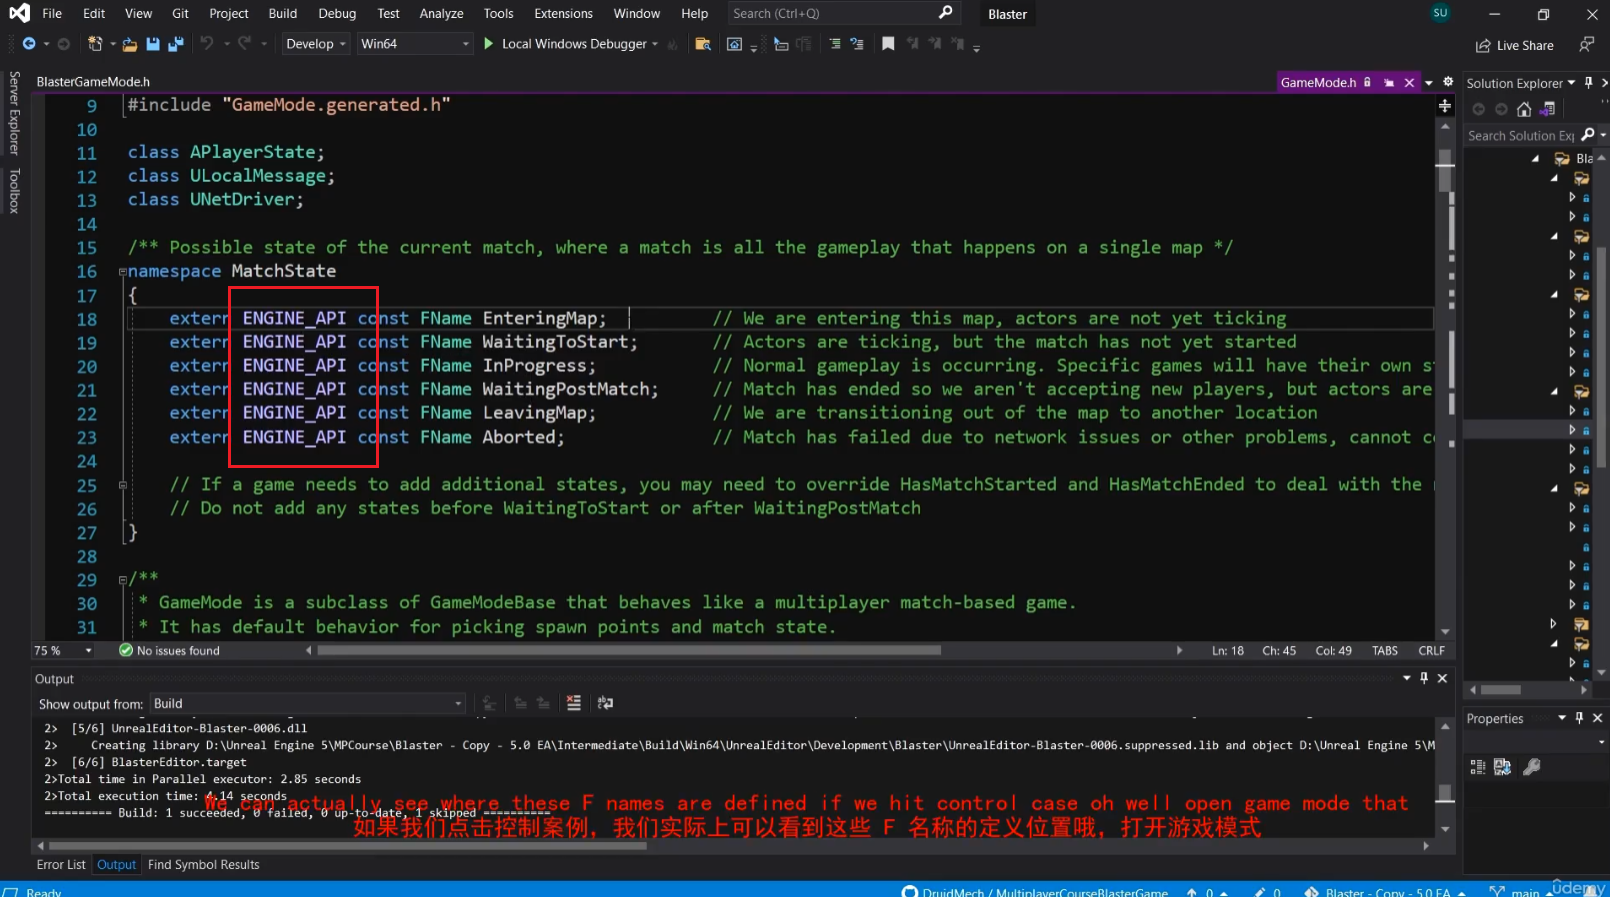 File Edit View Git Project Build Debug Test Analyze Tools Extensions Window Help Search (Ctrl+Q) Blaster SU
Develop Win64 Local Windows Debugger Live Share
Server Explorer
Toolbox
BlasterGameMode.h GameMode.h
9 #include "GameMode.generated.h"
10
11 class APlayerState;
12 class ULocalMessage;
13 class UNetDriver;
14
15 /** Possible state of the current match, where a match is all the gameplay that happens on a single map */
16 namespace MatchState
17 {
18 extern ENGINE_API const FName EnteringMap; // We are entering this map, actors are not yet ticking
19 extern ENGINE_API const FName WaitingToStart; // Actors are ticking, but the match has not yet started
20 extern ENGINE_API const FName InProgress; // Normal gameplay is occurring. Specific games will have their own st
21 extern ENGINE_API const FName WaitingPostMatch; // Match has ended so we aren't accepting new players, but actors are
22 extern ENGINE_API const FName LeavingMap; // We are transitioning out of the map to another location
23 extern ENGINE_API const FName Aborted; // Match has failed due to network issues or other problems, cannot c
24
25 // If a game needs to add additional states, you may need to override HasMatchStarted and HasMatchEnded to deal with the
26 // Do not add any states before WaitingToStart or after WaitingPostMatch
27 }
28
29 /**
30 * GameMode is a subclass of GameModeBase that behaves like a multiplayer match-based game.
31 * It has default behavior for picking spawn points and match state.
75 % No issues found Ln: 18 Ch: 45 Col: 49 TABS CRLF
Solution Explorer
Search Solution Exp
Bla
Output
Show output from: Build
2> [5/6] UnrealEditor-Blaster-0006.dll
2> Creating library D:\Unreal Engine 5\MPCourse\Blaster - Copy - 5.0 EA\Intermediate\Build\Win64\UnrealEditor\Development\Blaster\UnrealEditor-Blaster-0006.suppressed.lib and object D:\Unreal Engine 5\M
2> [6/6] BlasterEditor.target
2>Total time in Parallel executor: 2.85 seconds
2>Total execution time: 4.14 seconds
========== Build: 1 succeeded, 0 failed, 0 up-to-date, 1 skipped ==========
We can actually see where these F names are defined if we hit control case oh well open game mode that
如果我们点击控制案例，我们实际上可以看到这些 F 名称的定义位置哦，打开游戏模式
Properties
Error List Output Find Symbol Results
Ready DruidMech / MultiplayerCourseBlasterGame 0 0 Blaster - Copy - 5.0 EA main
udemy